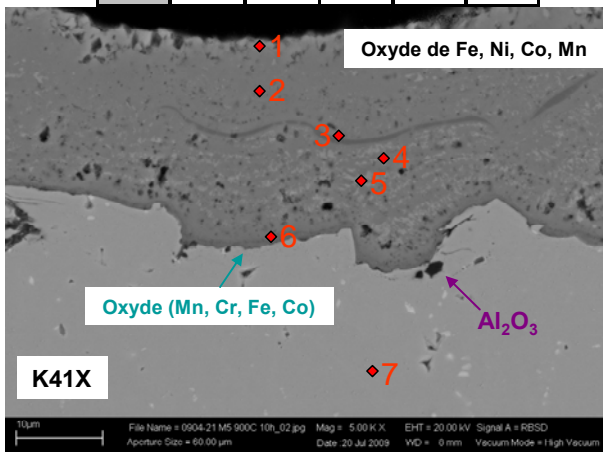 Oxyde de Fe, Ni, Co, Mn
1
2
3
4
5
6
Oxyde (Mn, Cr, Fe, Co)
Al2O3
7
K41X
10µm
File Name = 0904-21 M5 900C 10h_02.jpg Mag = 5.00 K X EHT = 20.00 kV Signal A = RBSD
Aperture Size = 60.00 µm Date :20 Jul 2009 WD = 0 mm Vacuum Mode = High Vacuum